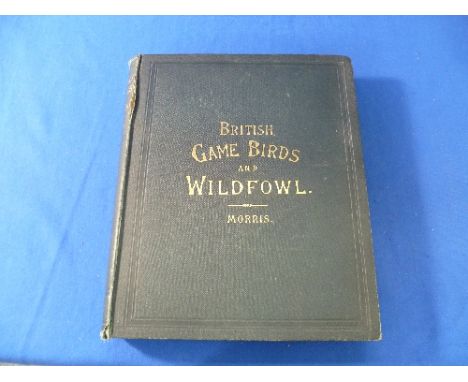 BRITISH
GAME BIRDS
AND
WILDFOWL.
MORRIS.